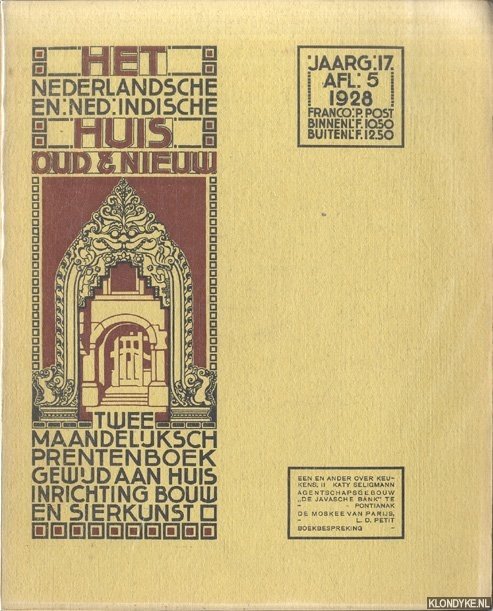 HET
NEDERLANDSCHE
EN:NED:INDISCHE
HUIS
OUD & NIEUW
TWEE
MAANDELIJKSCH
PRENTENBOEK
GEWIJD AAN HUIS
INRICHTING BOUW
EN SIERKUNST
JAARG:17.
AFL: 5
1928
FRANCO:P.POST
BINNENL:F.10.50
BUITENL:F.12.50
EEN EN ANDER OVER KEU-
KENS, II KATY SELIGMANN
AGENTSCHAPSGEBOUW
„DE JAVASCHE BANK" TE
- - PONTIANAK
DE MOSKEE VAN PARIJS,
- - L. D. PETIT
BOEKBESPREKING -
KLONDYKE.NL